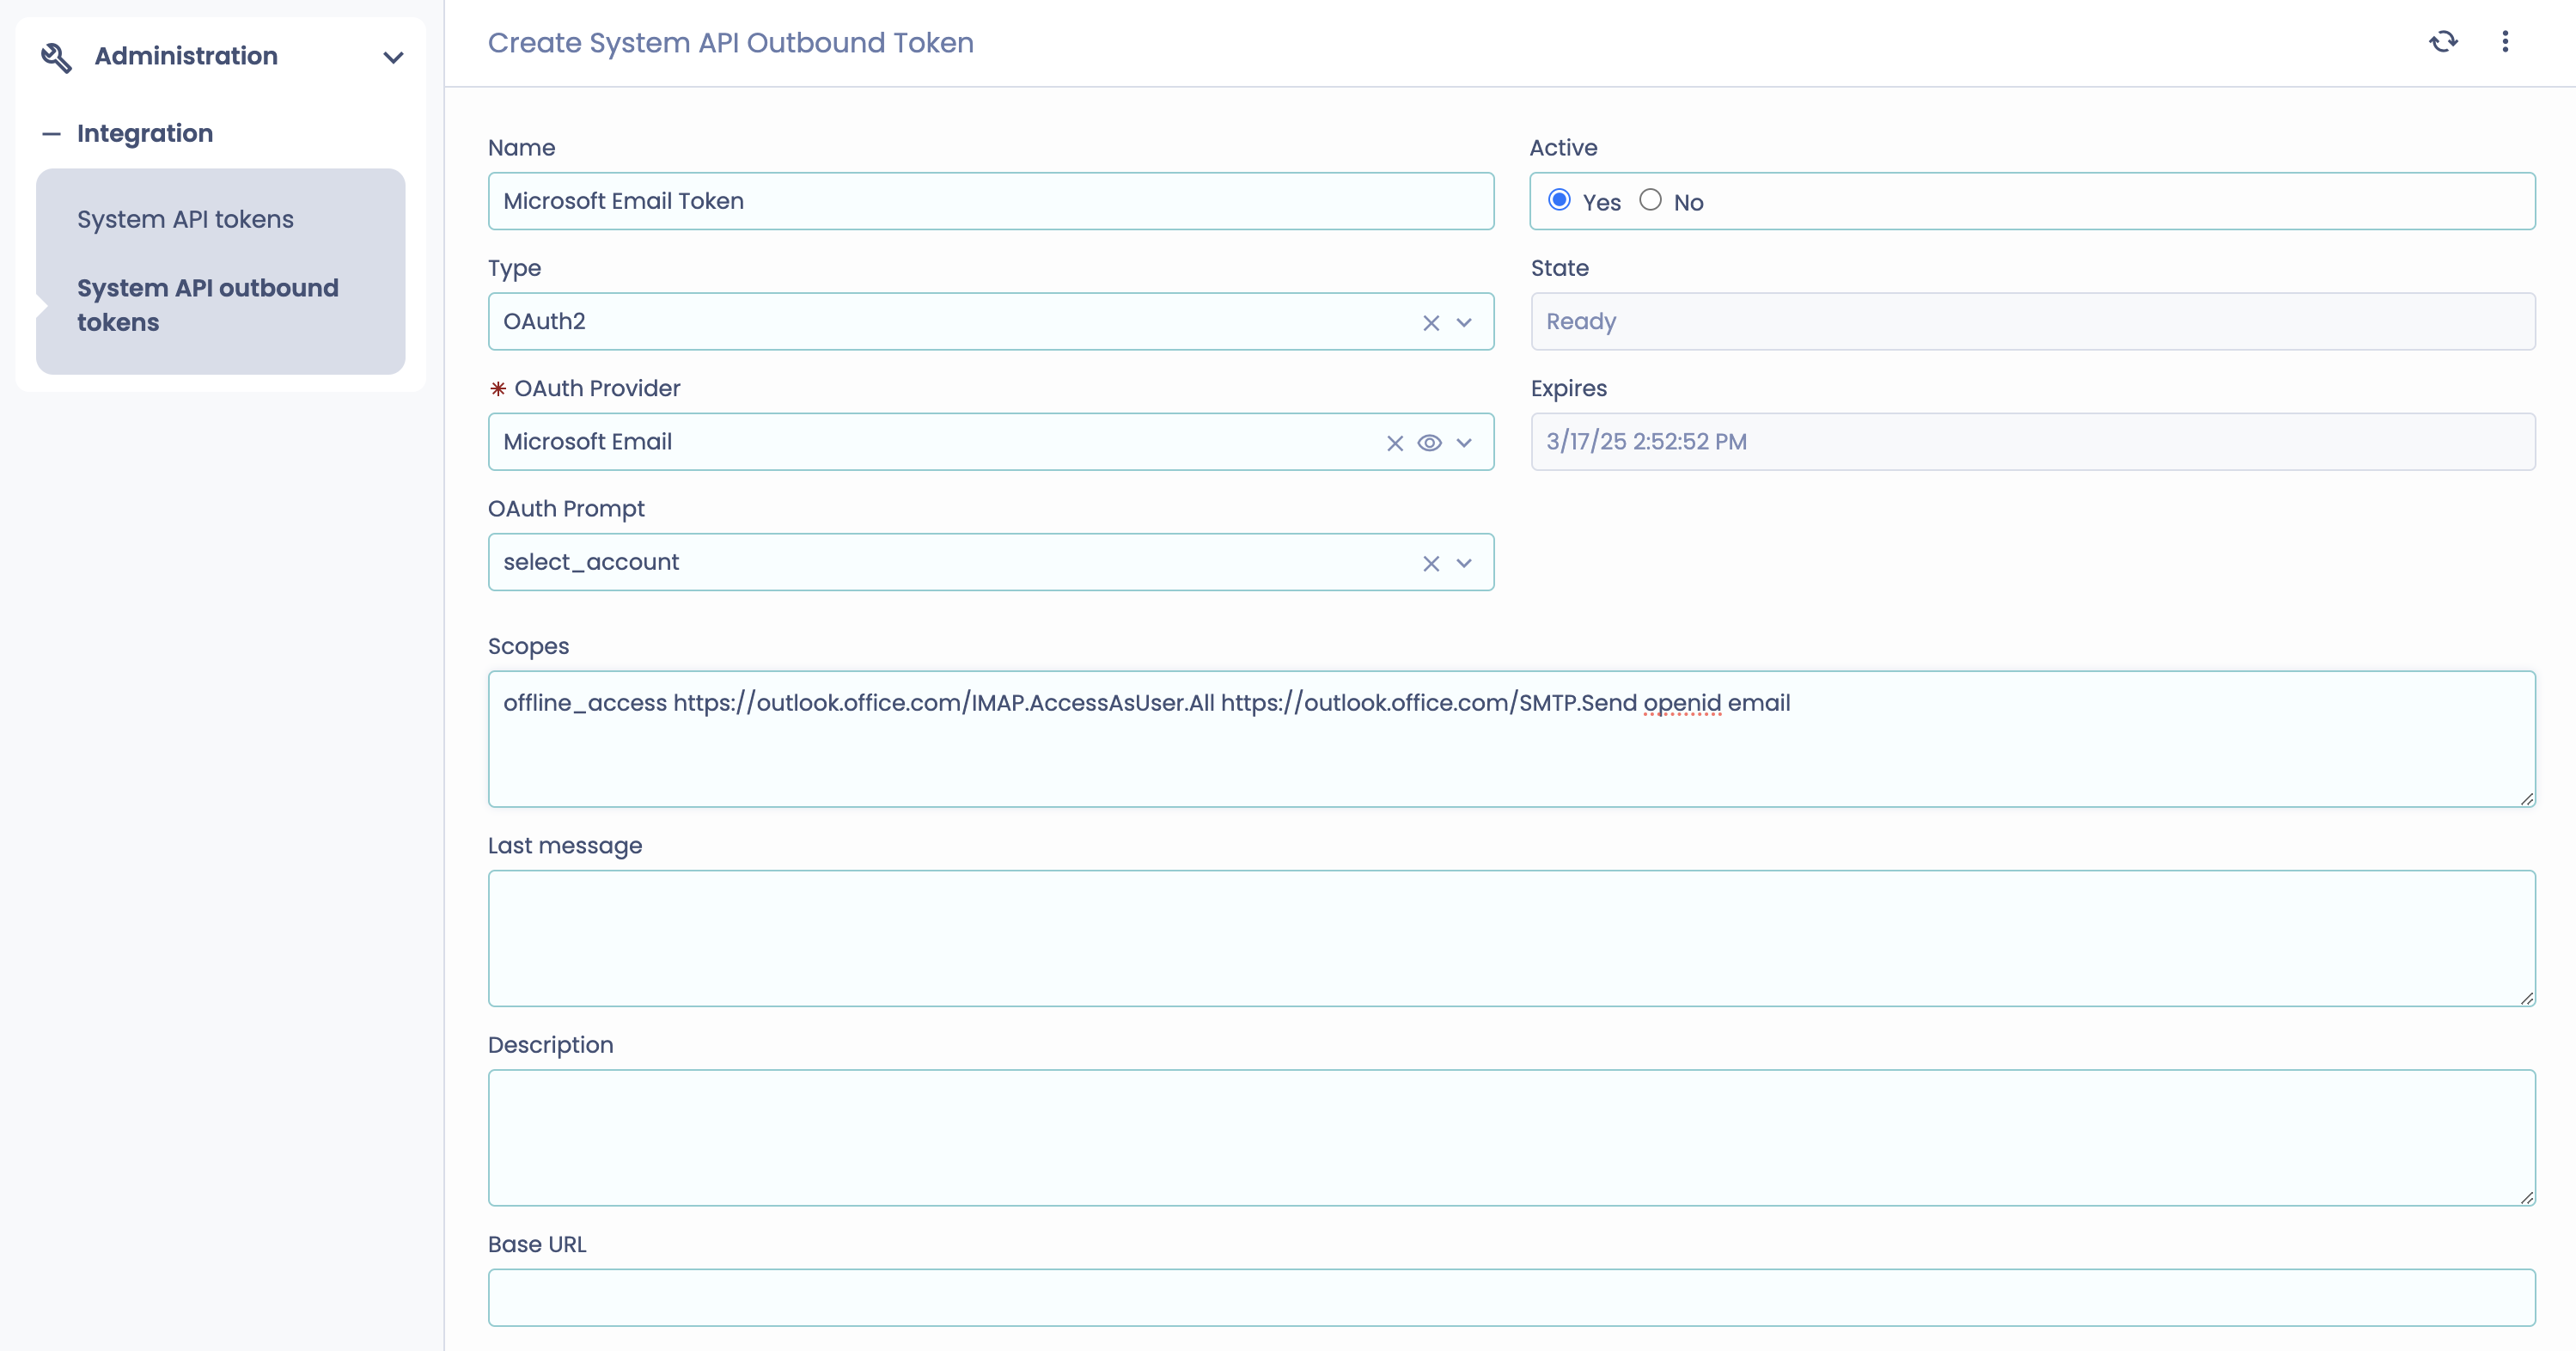 Administration
Integration
System API tokens
System API outbound
tokens
Create System API Outbound Token
Name
Microsoft Email Token
Active
Yes No
Type
OAuth2
State
Ready
OAuth Provider
Microsoft Email
Expires
3/17/25 2:52:52 PM
OAuth Prompt
select_account
Scopes
offline_access https://outlook.office.com/IMAP.AccessAsUser.All https://outlook.office.com/SMTP.Send openid email
Last message
Description
Base URL